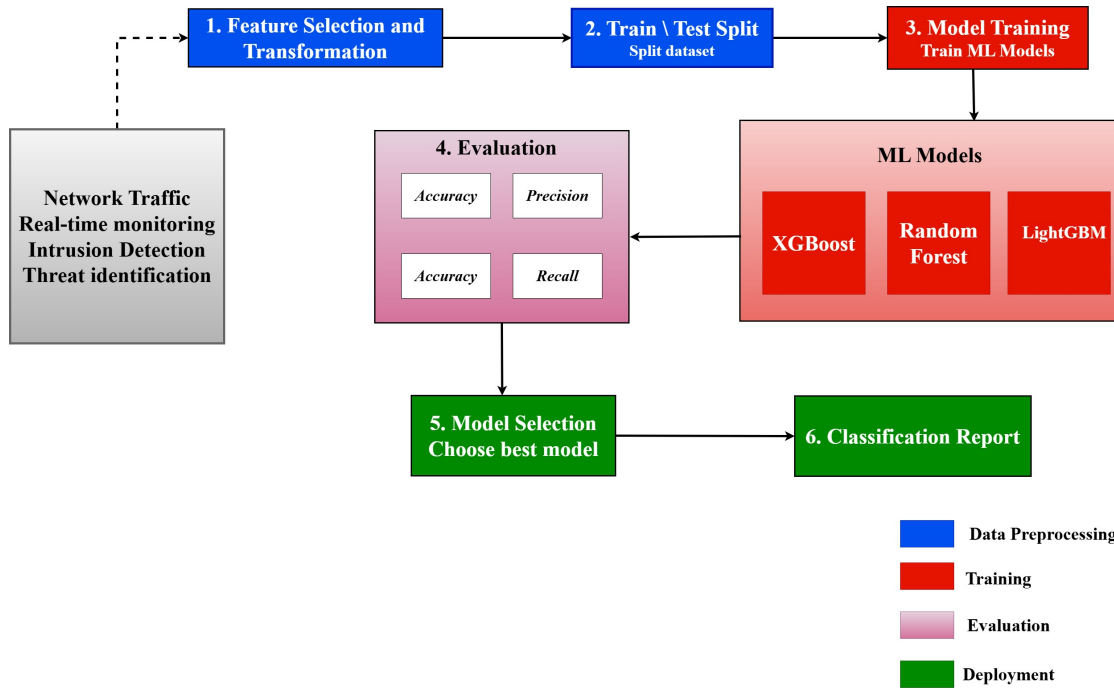 1. Feature Selection and
Transformation
2. Train \ Test Split
Split dataset
3. Model Training
Train ML Models
Network Traffic
Real-time monitoring
Intrusion Detection
Threat identification
4. Evaluation
Accuracy
Precision
Accuracy
Recall
ML Models
XGBoost
Random
Forest
LightGBM
5. Model Selection
Choose best model
6. Classification Report
Data Preprocessing
Training
Evaluation
Deployment